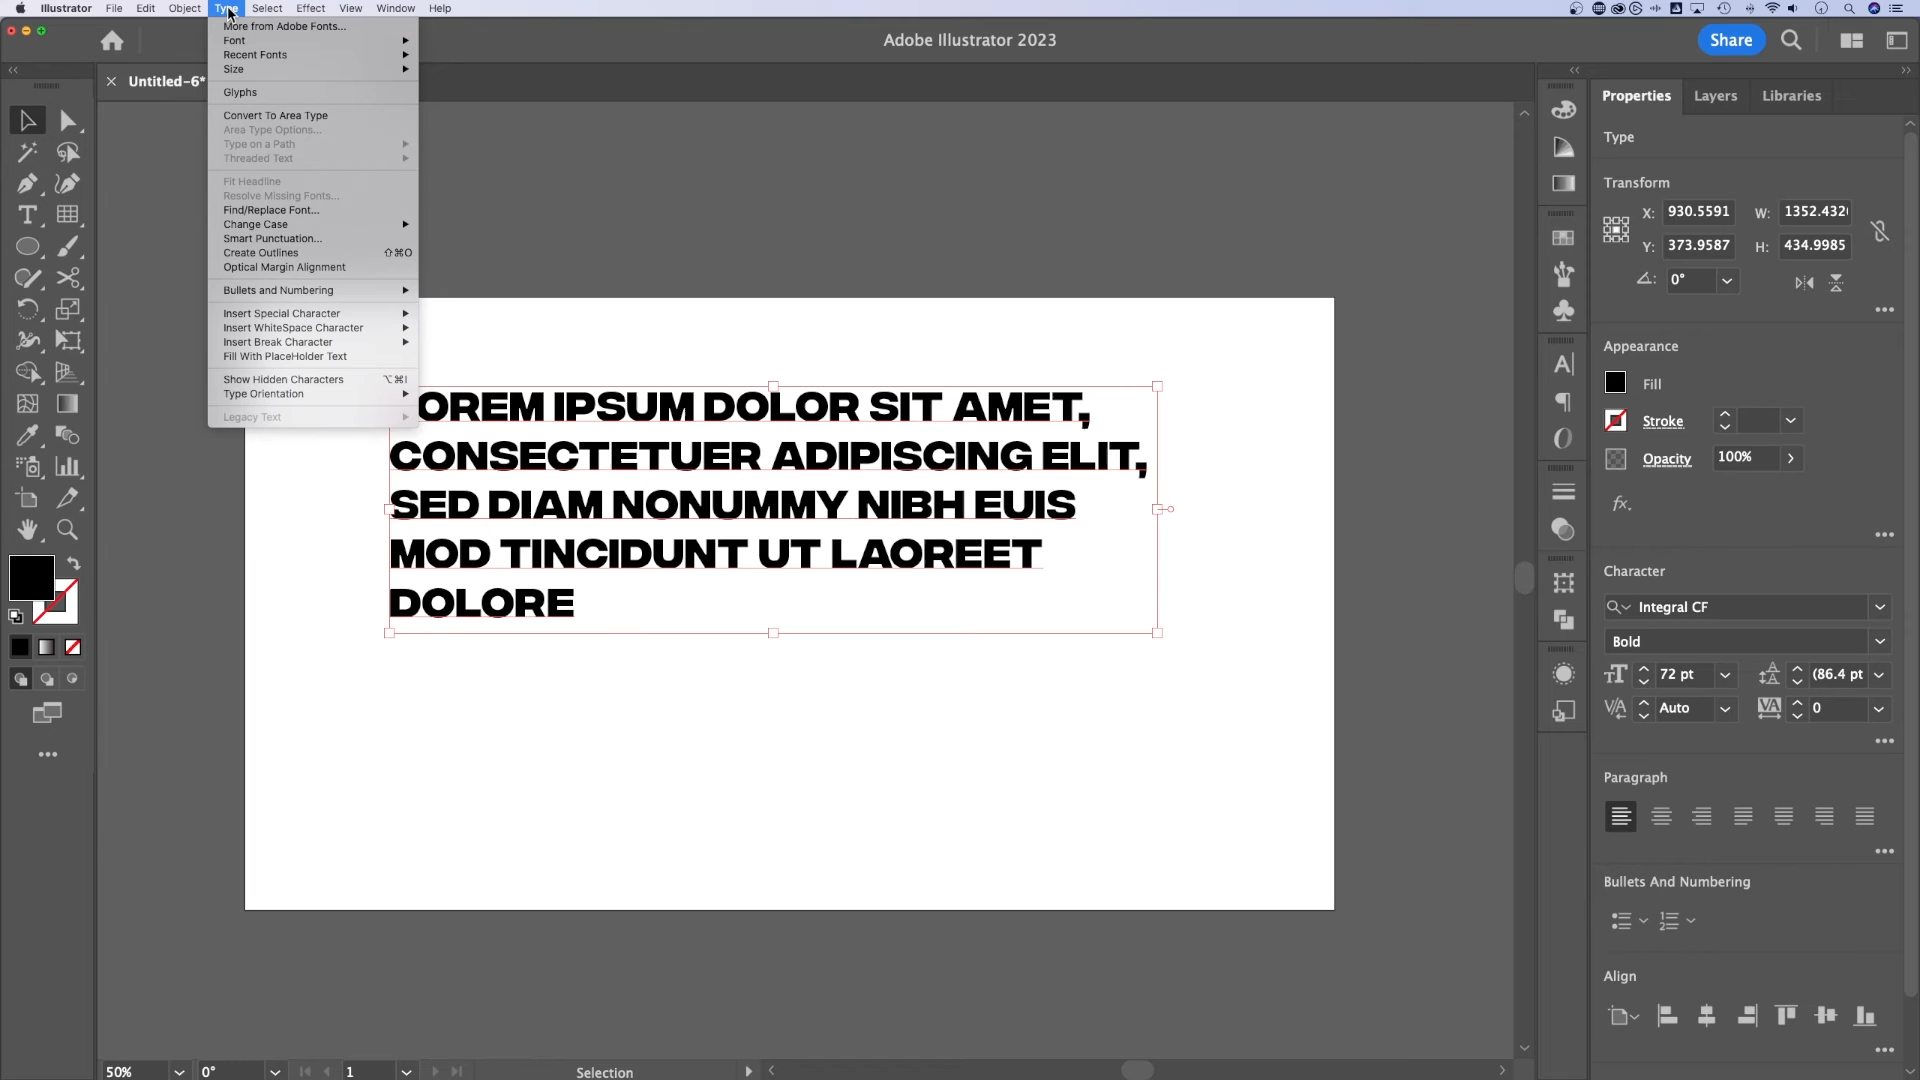 Illustrator File Edit Object Type Select Effect View Window Help
Adobe Illustrator 2023
Share
Untitled-6*
More from Adobe Fonts...
Font
Recent Fonts
Size
Glyphs
Convert To Area Type
Area Type Options...
Type on a Path
Threaded Text
Fit Headline
Resolve Missing Fonts...
Find/Replace Font...
Change Case
Smart Punctuation...
Create Outlines ⇧⌘O
Optical Margin Alignment
Bullets and Numbering
Insert Special Character
Insert WhiteSpace Character
Insert Break Character
Fill With PlaceHolder Text
Show Hidden Characters ⌥⌘I
Type Orientation
Legacy Text
OREM IPSUM DOLOR SIT AMET,
CONSECTETUER ADIPISCING ELIT,
SED DIAM NONUMMY NIBH EUIS
MOD TINCIDUNT UT LAOREET
DOLORE
Properties Layers Libraries
Type
Transform
X: 930.5591 W: 1352.432
Y: 373.9587 H: 434.9985
0°
Appearance
Fill
Stroke
Opacity 100%
Character
Integral CF
Bold
72 pt (86.4 pt
Auto 0
Paragraph
Bullets And Numbering
Align
50% 0° 1 Selection